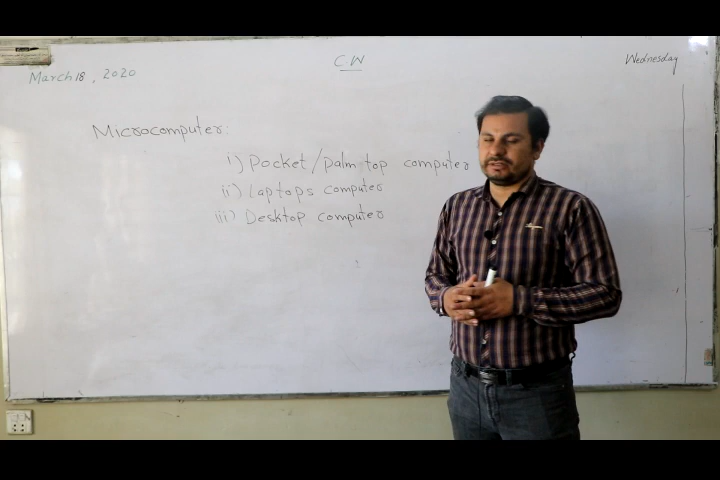 CW
March 18, 2020
Wednesday
Microcomputer:
i) Pocket/palm top computer
ii) Laptops computer
iii) Desktop computer